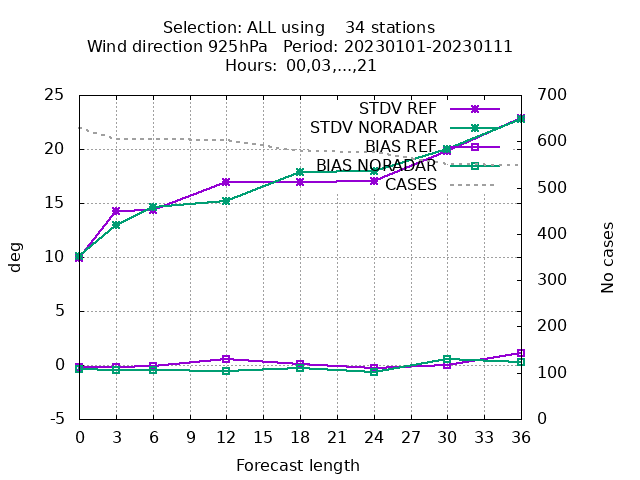 Selection: ALL using    34 stations
Wind direction 925hPa   Period: 20230101-20230111
Hours: 00,03,...,21
25
20
15
10
5
0
-5
deg
700
600
500
400
300
200
100
0
No cases
STDV REF
STDV NORADAR
BIAS REF
BIAS NORADAR
CASES
0 3 6 9 12 15 18 21 24 27 30 33 36
Forecast length